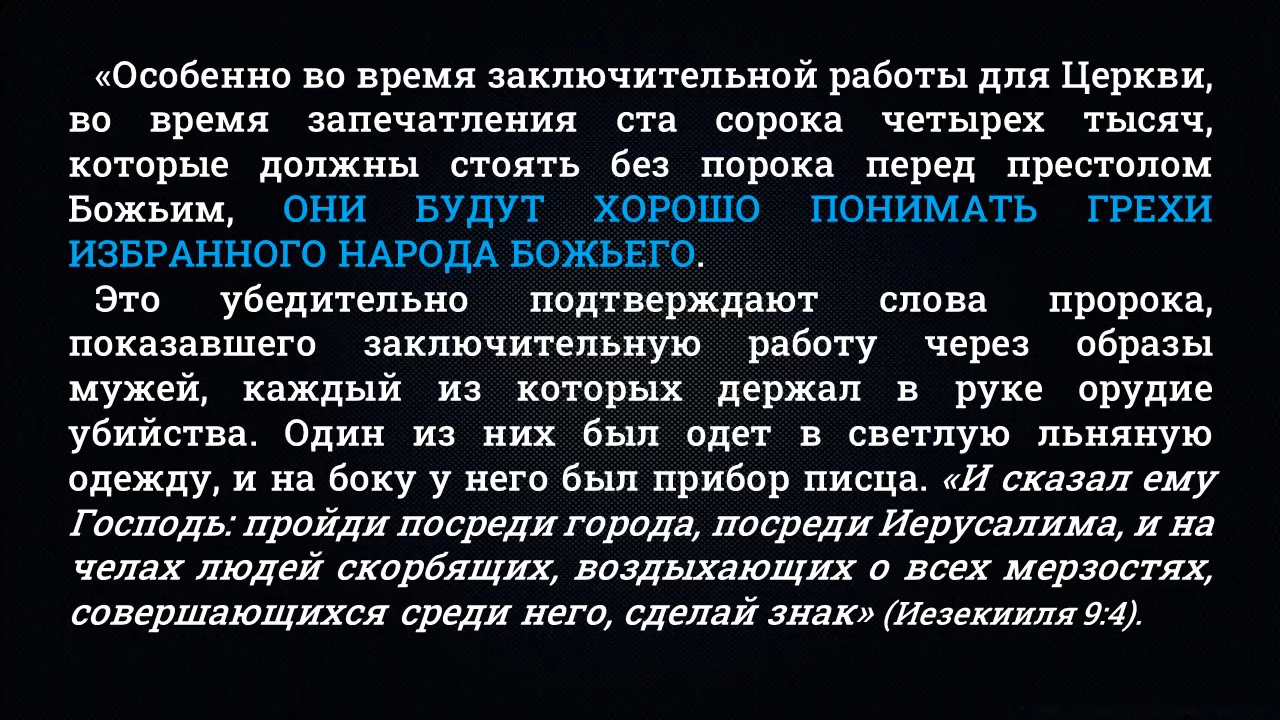 «Особенно во время заключительной работы для Церкви,
во время запечатления ста сорока четырех тысяч,
которые должны стоять без порока перед престолом
Божьим, ОНИ БУДУТ ХОРОШО ПОНИМАТЬ ГРЕХИ
ИЗБРАННОГО НАРОДА БОЖЬЕГО.
Это убедительно подтверждают слова пророка,
показавшего заключительную работу через образы
мужей, каждый из которых держал в руке орудие
убийства. Один из них был одет в светлую льняную
одежду, и на боку у него был прибор писца. «И сказал ему
Господь: пройди посреди города, посреди Иерусалима, и на
челах людей скорбящих, воздыхающих о всех мерзостях,
совершающихся среди него, сделай знак» (Иезекииля 9:4).